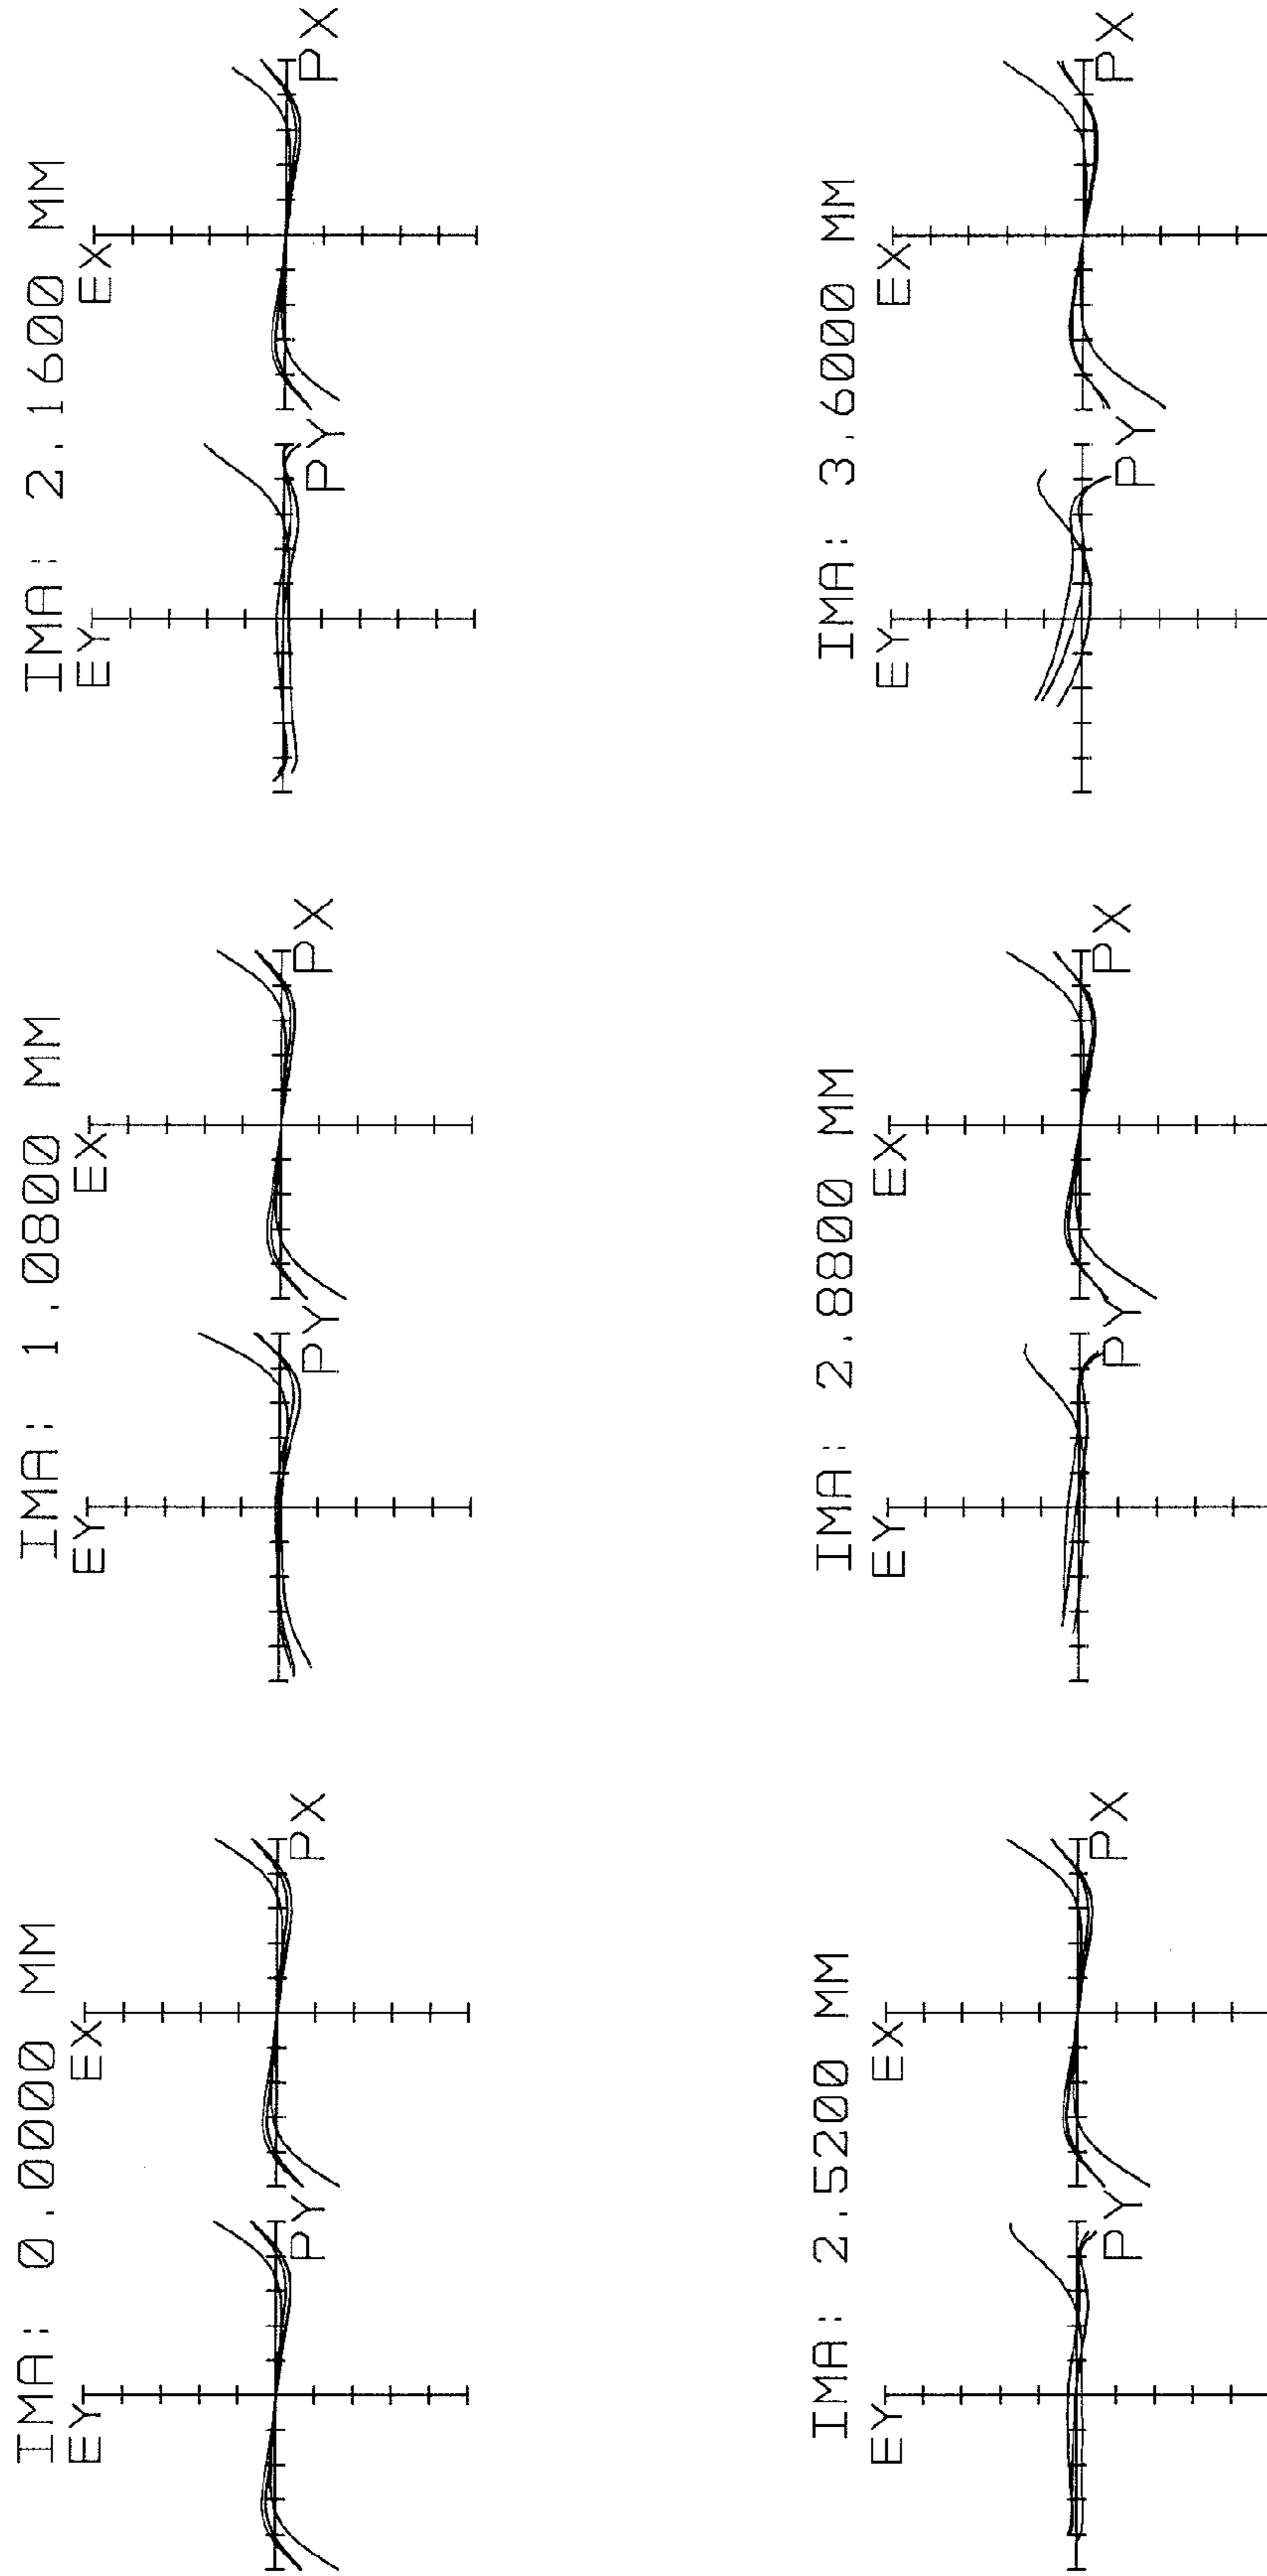 IMA: 0.0000 MM
EY
PY
EX
PX
IMA: 1.0800 MM
EY
PY
EX
PX
IMA: 2.1600 MM
EY
PY
EX
PX
IMA: 2.5200 MM
EY
PY
EX
PX
IMA: 2.8800 MM
EY
PY
EX
PX
IMA: 3.6000 MM
EY
PY
EX
PX